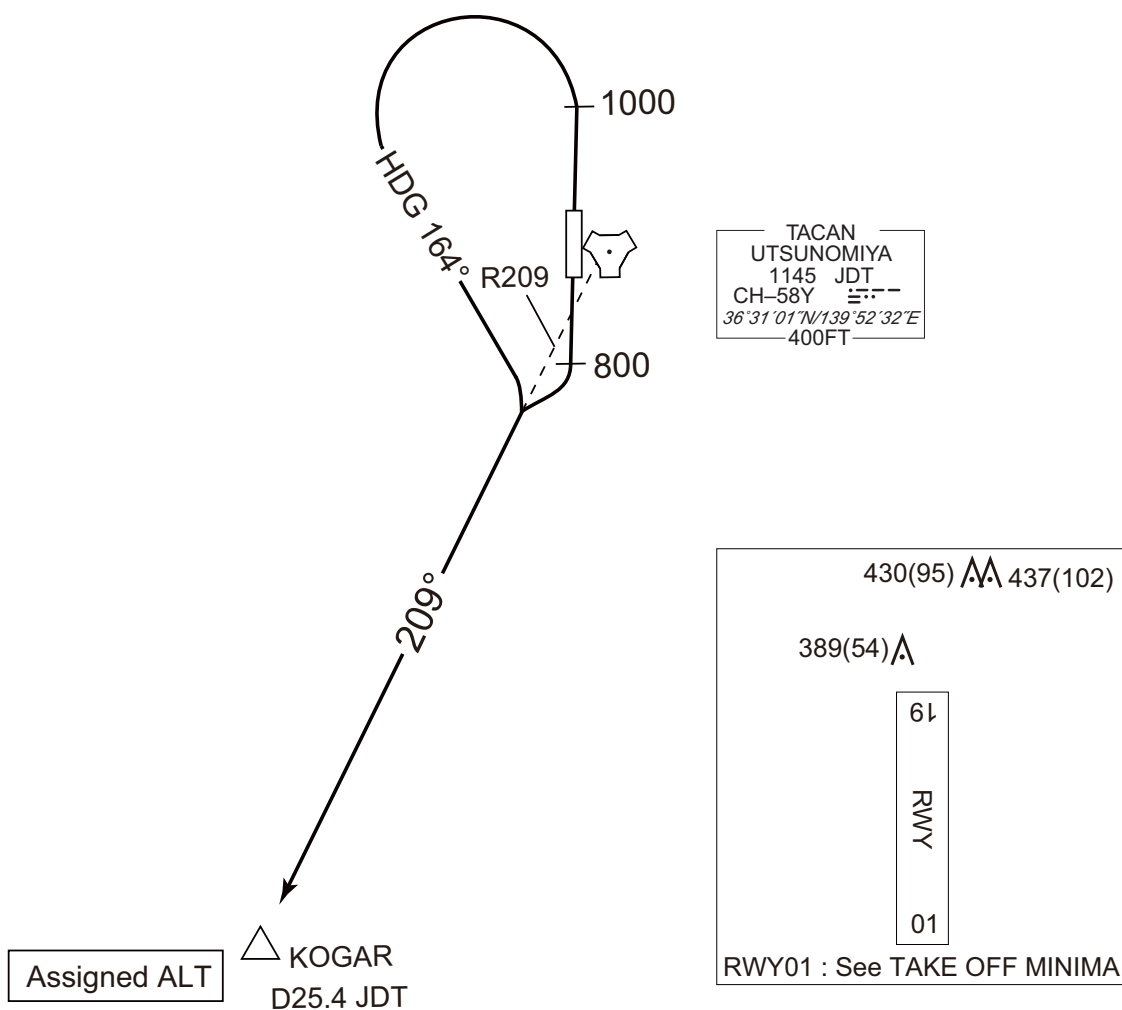 1000
HDG 164°
R209
TACAN
UTSUNOMIYA
1145 JDT
CH–58Y
36°31´01˝N/139°52´32˝E
400FT
800
209°
430(95) 437(102)
389(54)
19
RWY
01
RWY01 : See TAKE OFF MINIMA
Assigned ALT
KOGAR
D25.4 JDT